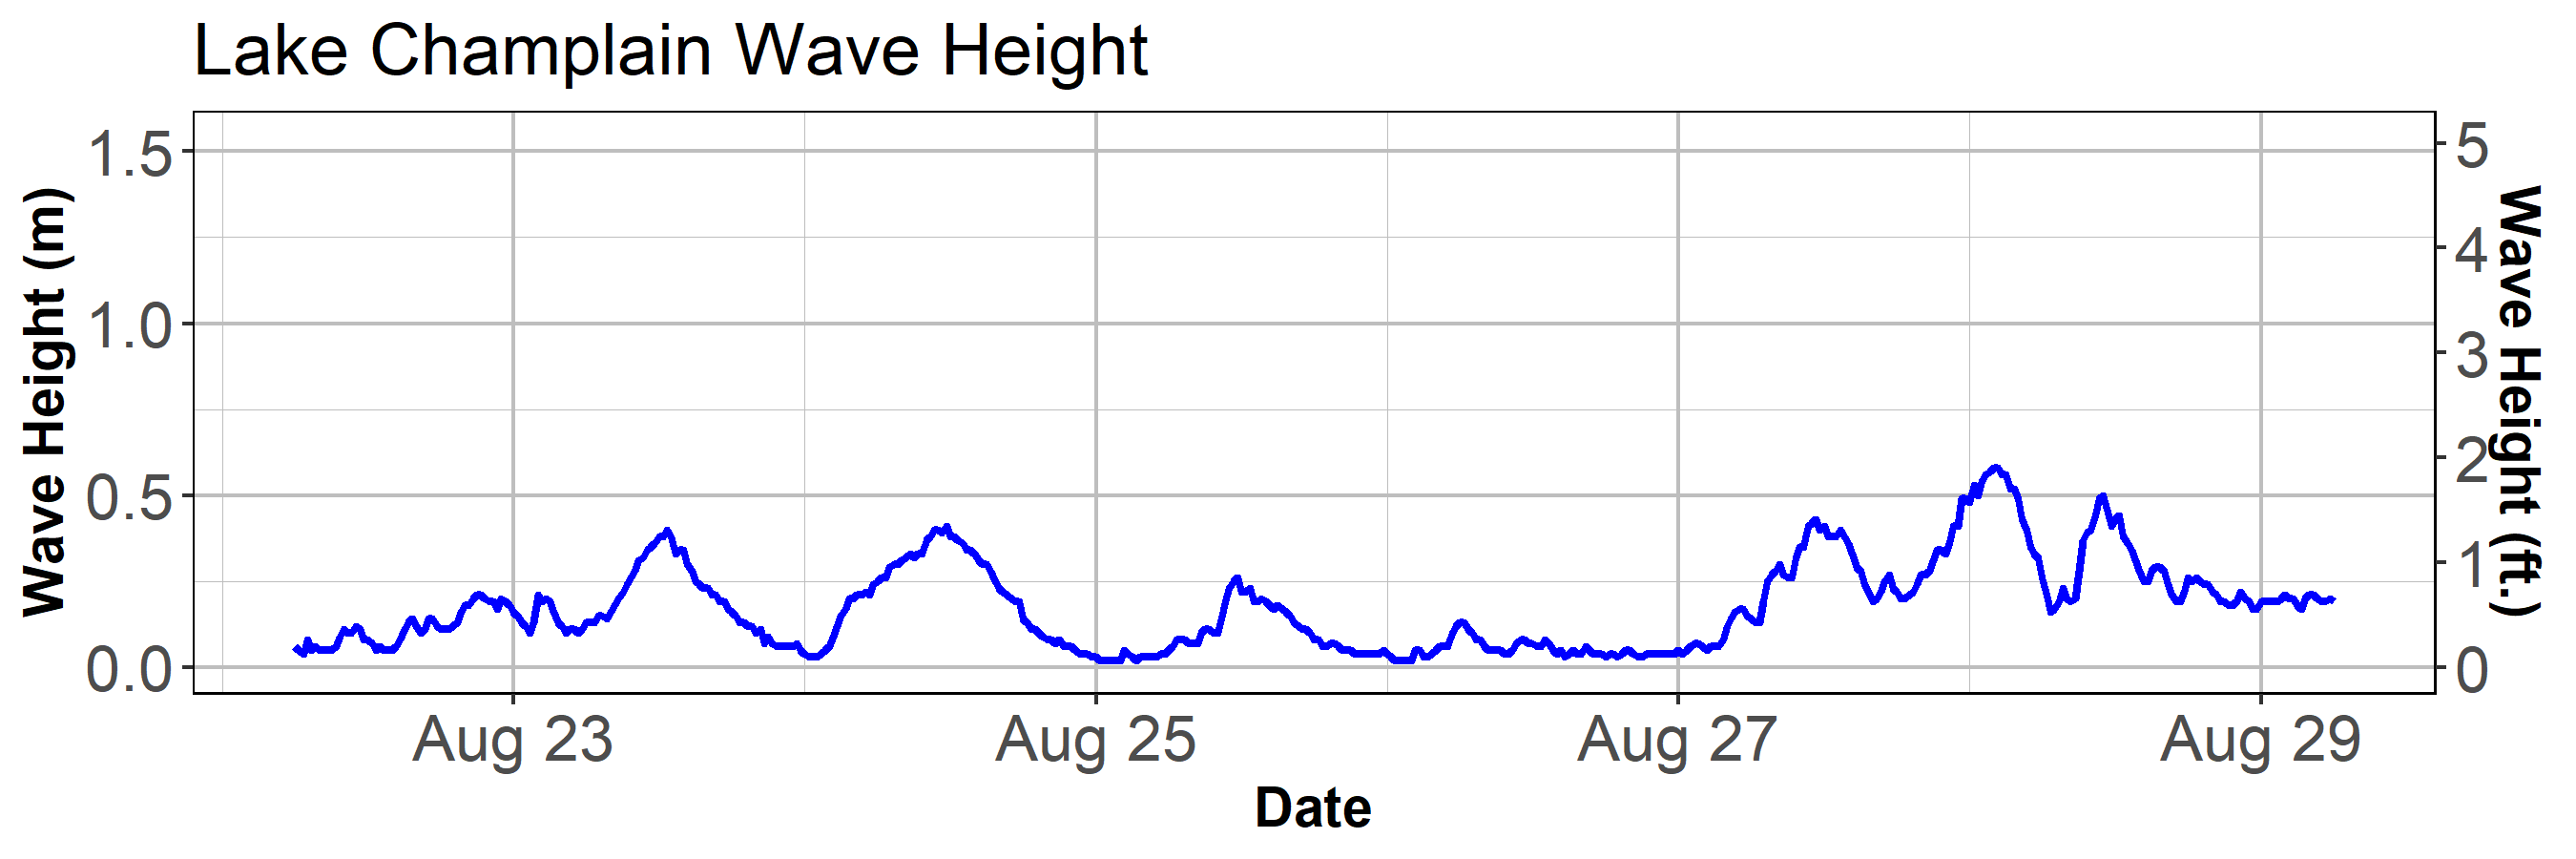 Lake Champlain Wave Height
Wave Height (m)
1.5
1.0
0.5
0.0
5
4
3
2
1
0
Wave Height (ft.)
Aug 23
Aug 25
Aug 27
Aug 29
Date